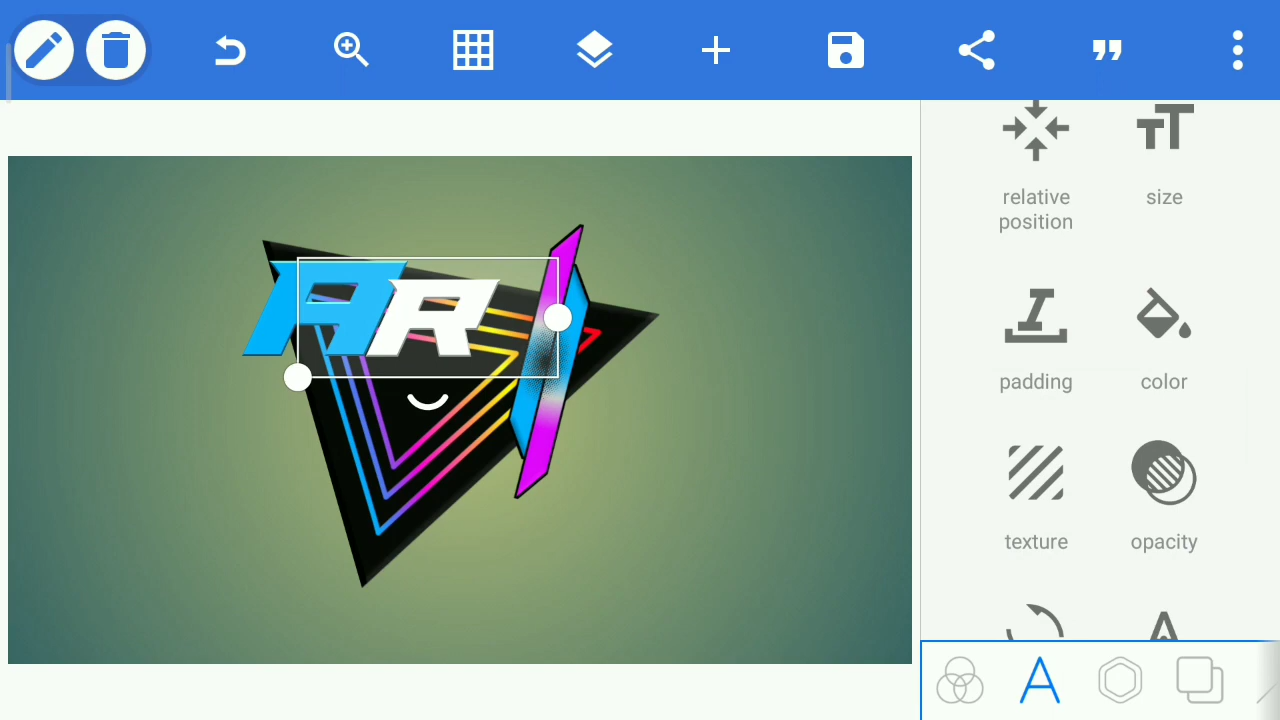 AR
relative
position
size
padding
color
texture
opacity